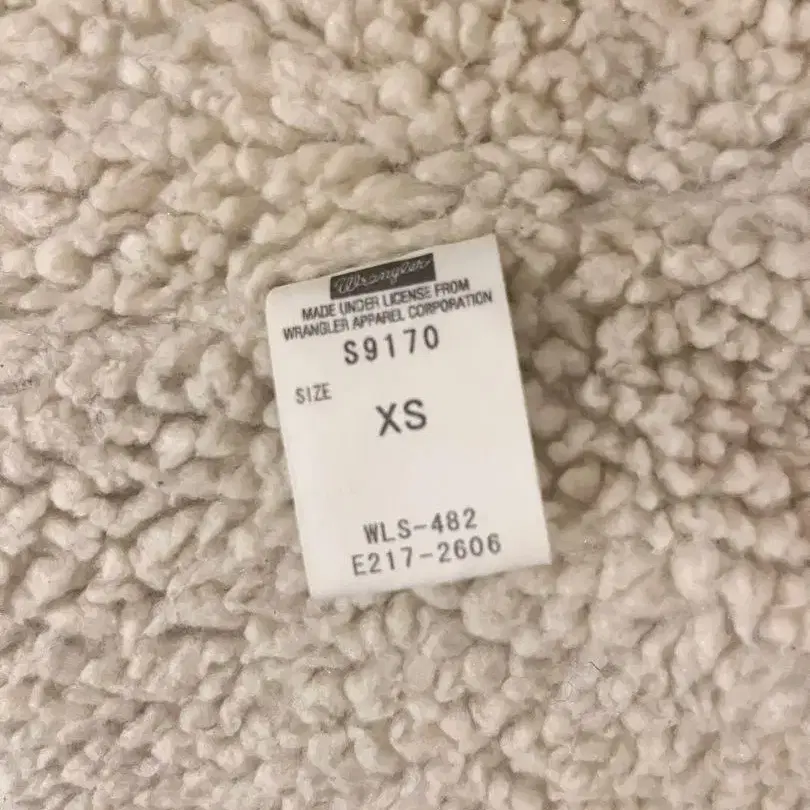 Wrangler
MADE UNDER LICENSE FROM
WRANGLER APPAREL CORPORATION
S9170
SIZE
XS
WLS-482
E217-2606